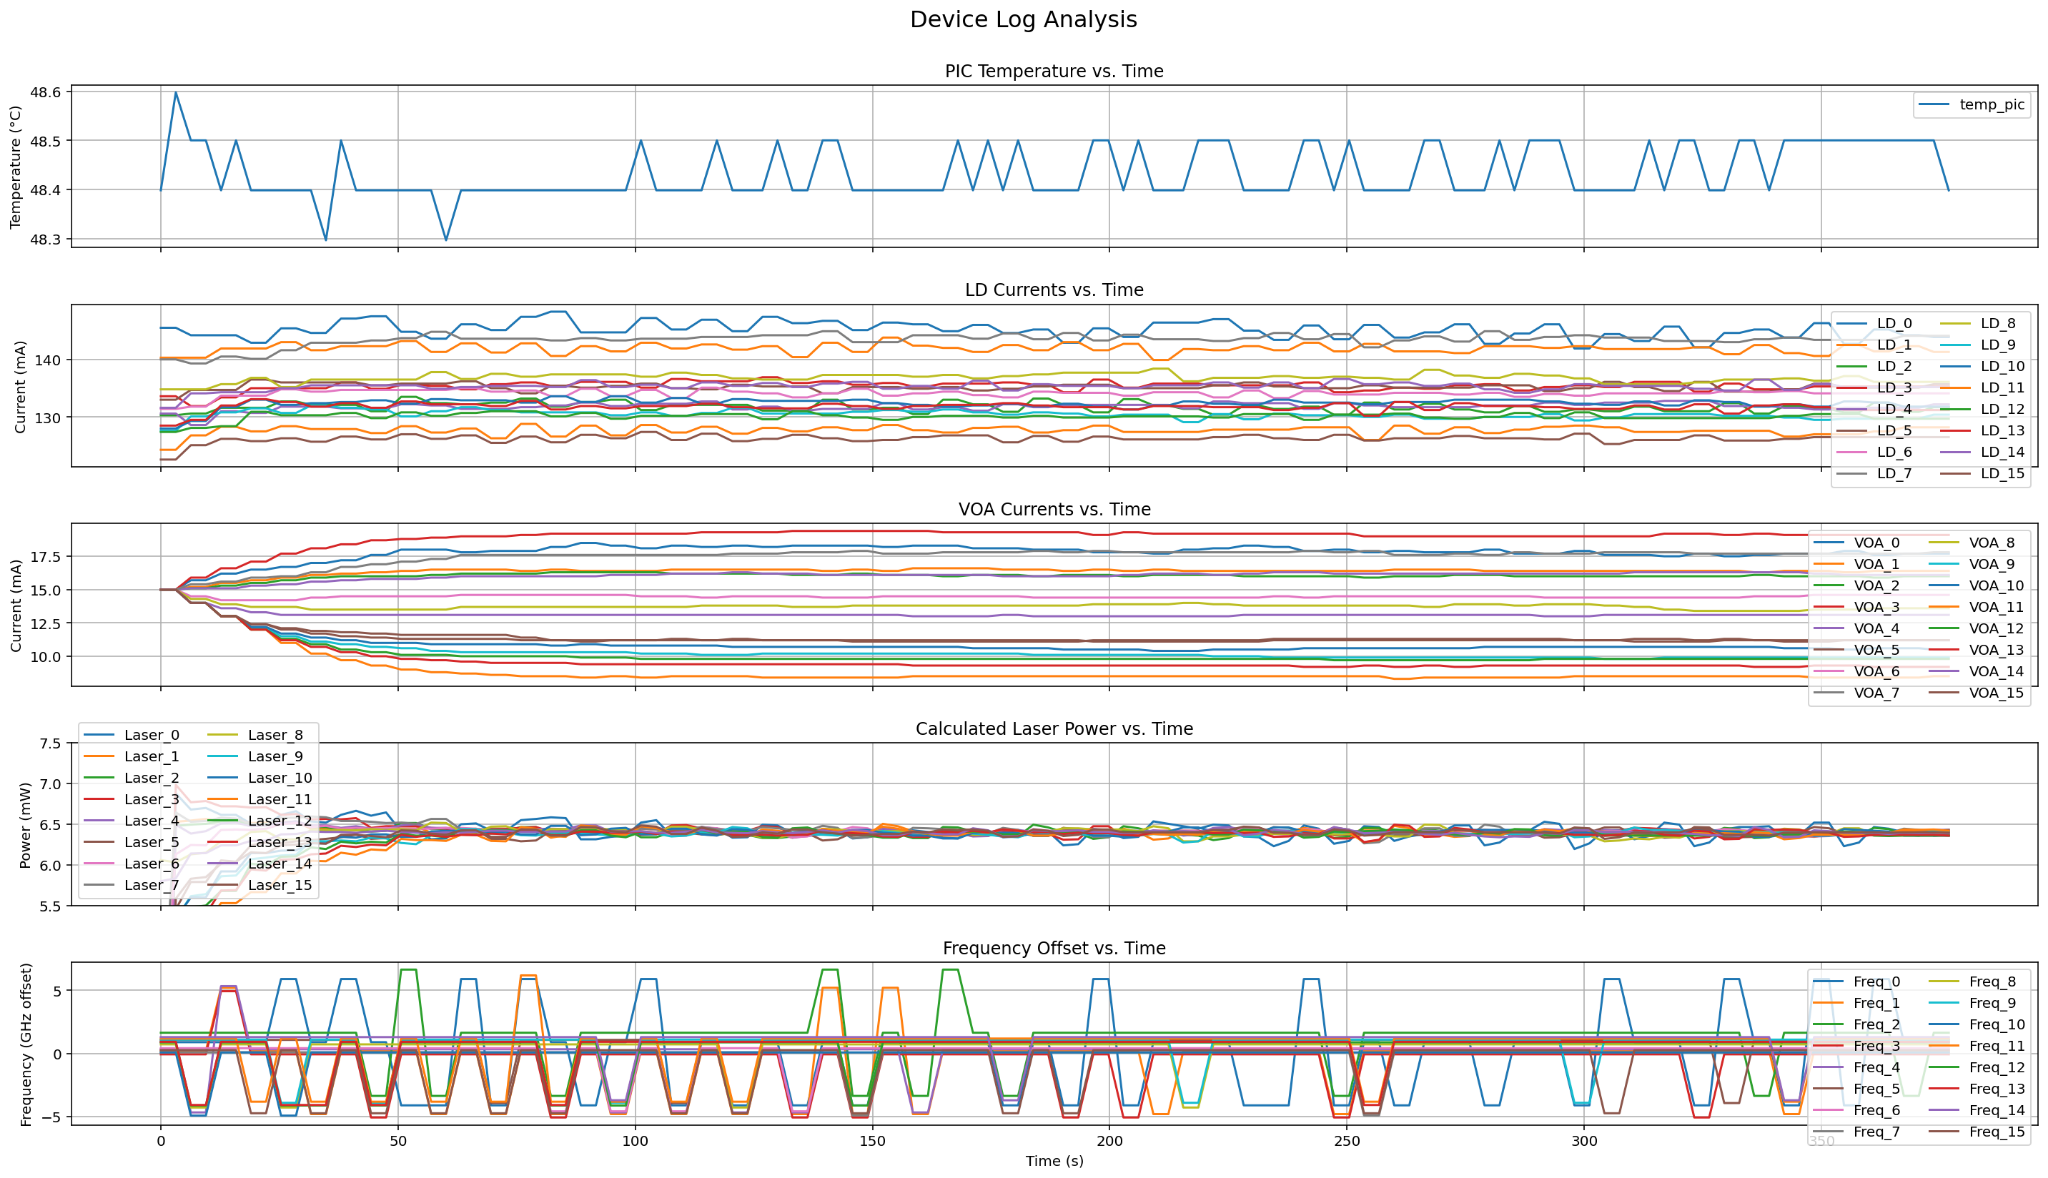 Device Log Analysis
PIC Temperature vs. Time
Temperature (°C)
48.6
48.5
48.4
48.3
temp_pic
LD Currents vs. Time
Current (mA)
140
130
LD_0 LD_8
LD_1 LD_9
LD_2 LD_10
LD_3 LD_11
LD_4 LD_12
LD_5 LD_13
LD_6 LD_14
LD_7 LD_15
VOA Currents vs. Time
Current (mA)
17.5
15.0
12.5
10.0
VOA_0 VOA_8
VOA_1 VOA_9
VOA_2 VOA_10
VOA_3 VOA_11
VOA_4 VOA_12
VOA_5 VOA_13
VOA_6 VOA_14
VOA_7 VOA_15
Calculated Laser Power vs. Time
Power (mW)
7.5
7.0
6.5
6.0
5.5
Laser_0 Laser_8
Laser_1 Laser_9
Laser_2 Laser_10
Laser_3 Laser_11
Laser_4 Laser_12
Laser_5 Laser_13
Laser_6 Laser_14
Laser_7 Laser_15
Frequency Offset vs. Time
Frequency (GHz offset)
5
0
−5
Freq_0 Freq_8
Freq_1 Freq_9
Freq_2 Freq_10
Freq_3 Freq_11
Freq_4 Freq_12
Freq_5 Freq_13
Freq_6 Freq_14
Freq_7 Freq_15
0 50 100 150 200 250 300 350
Time (s)